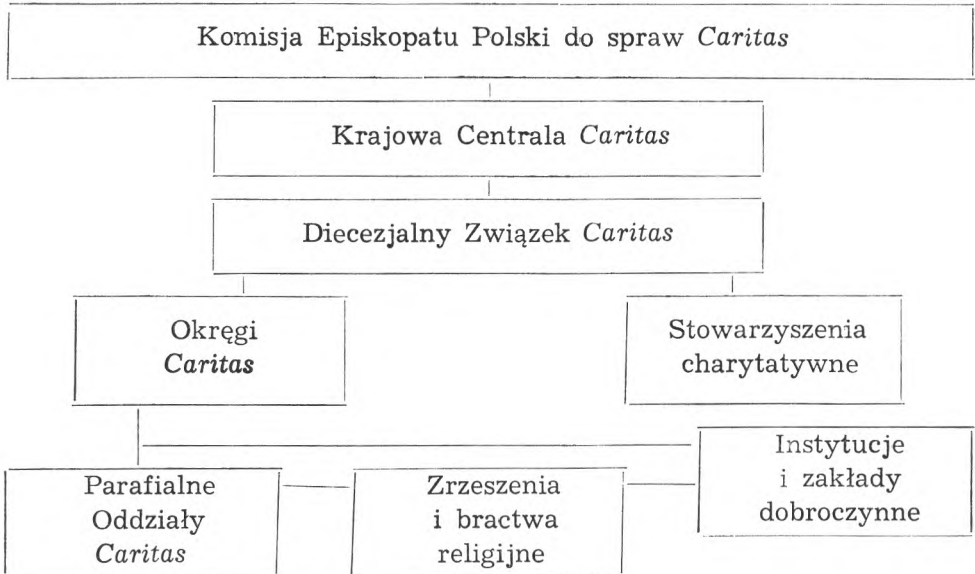 Komisja Episkopatu Polski do spraw Caritas
Krajowa Centrala Caritas
Diecezjalny Związek Caritas
Okręgi
Caritas
Stowarzyszenia
charytatywne
Instytucje
i zakłady
dobroczynne
Parafialne
Oddziały
Caritas
Zrzeszenia
i bractwa
religijne